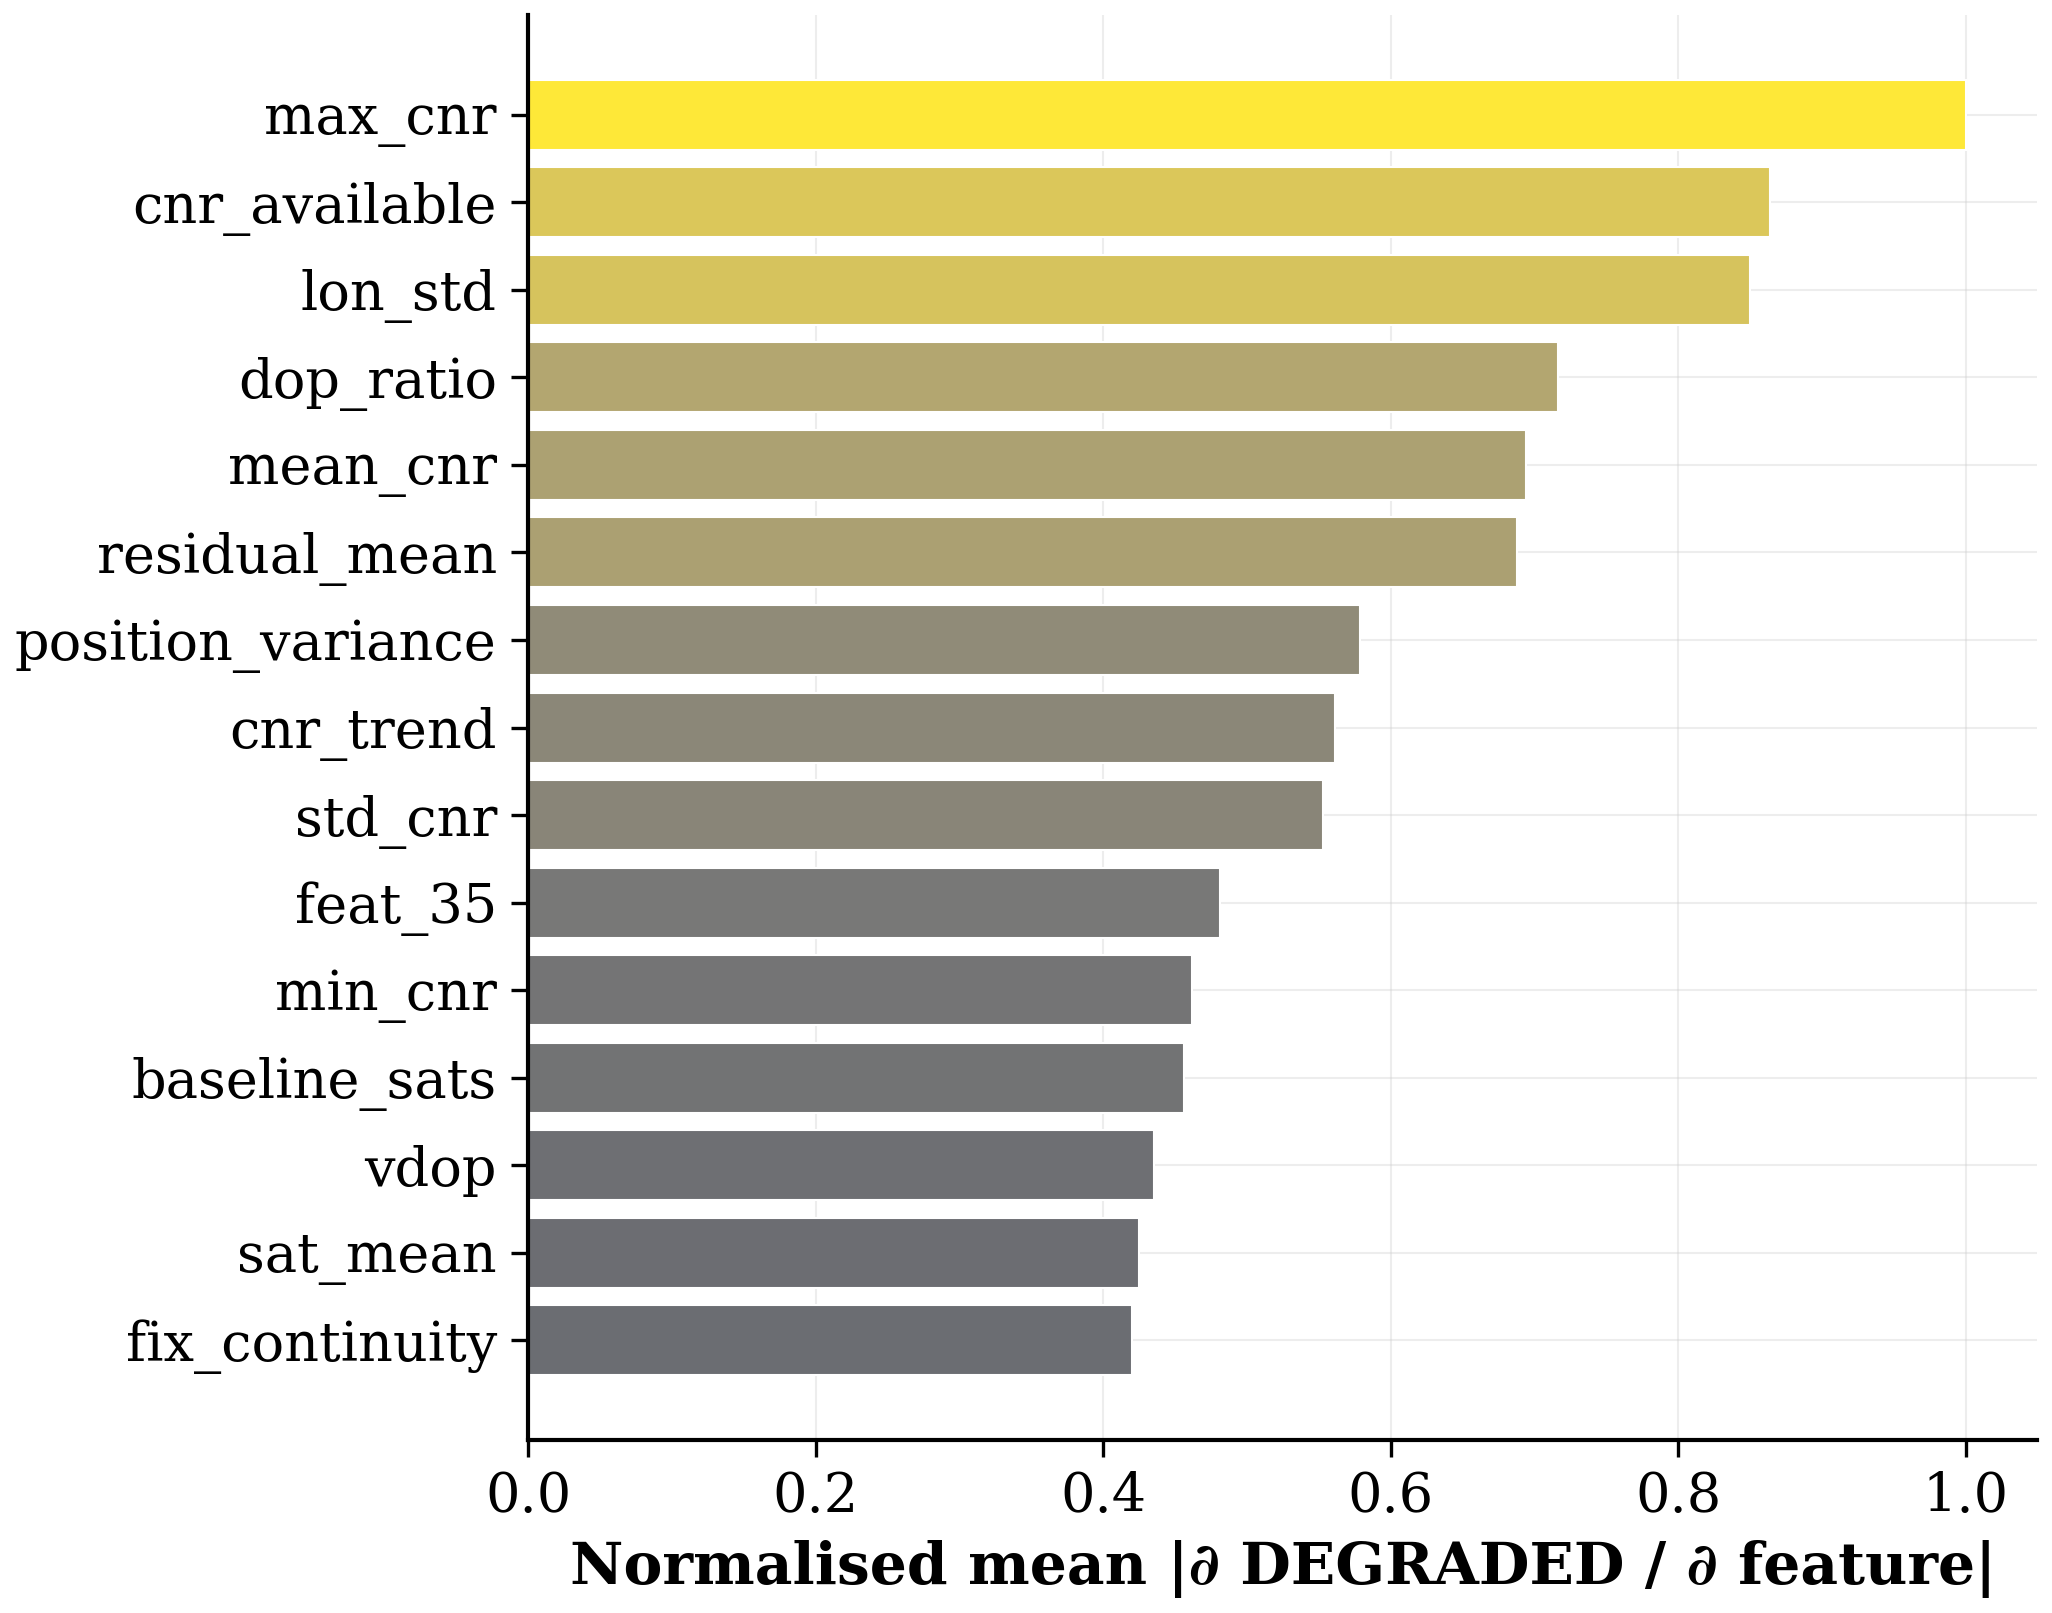 max_cnr
cnr_available
lon_std
dop_ratio
mean_cnr
residual_mean
position_variance
cnr_trend
std_cnr
feat_35
min_cnr
baseline_sats
vdop
sat_mean
fix_continuity
0.0 0.2 0.4 0.6 0.8 1.0
Normalised mean |∂ DEGRADED / ∂ feature|